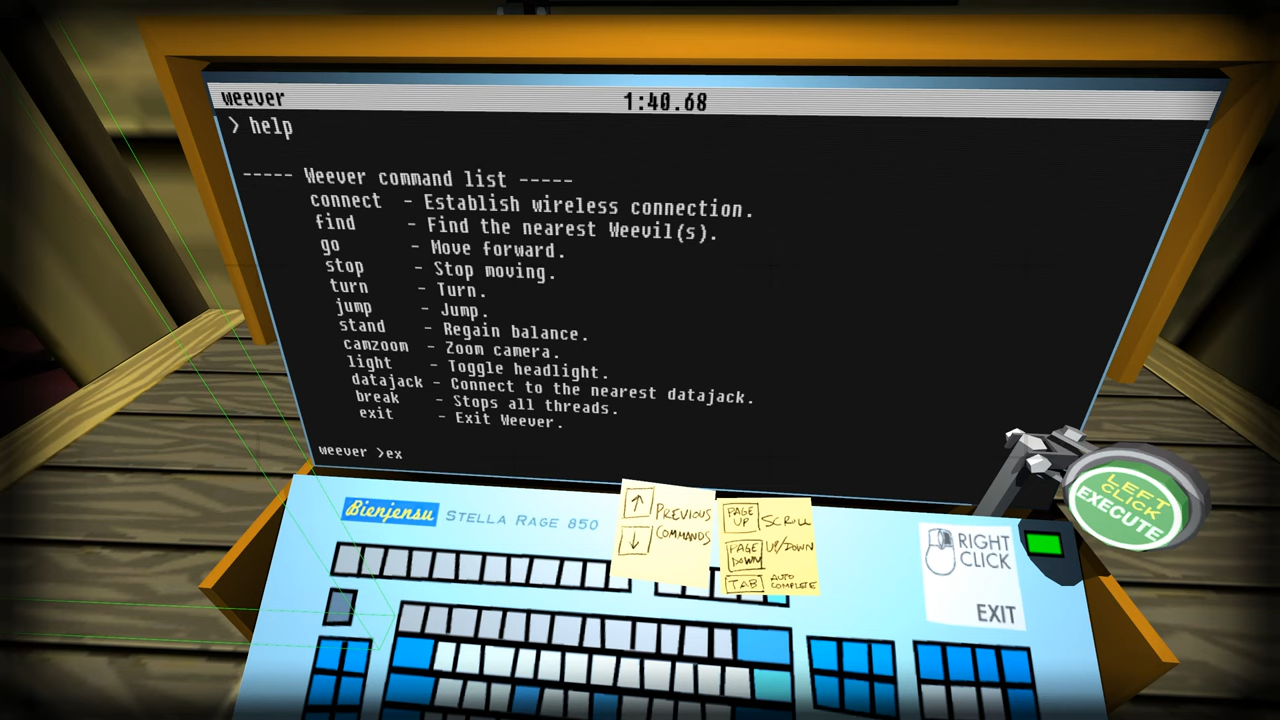 weever 1:40.68
> help
----- Weever command list -----
connect - Establish wireless connection.
find - Find the nearest Weevil(s).
go - Move forward.
stop - Stop moving.
turn - Turn.
jump - Jump.
stand - Regain balance.
camzoom - Zoom camera.
light - Toggle headlight.
datajack - Connect to the nearest datajack.
break - Stops all threads.
exit - Exit Weever.
weever >ex
Bienjensu STELLA RAGE 850
↑ PREVIOUS
↓ COMMANDS
PAGE UP SCROLL
PAGE DOWN UP/DOWN
TAB AUTO COMPLETE
RIGHT
CLICK
EXIT
LEFT
CLICK
EXECUTE